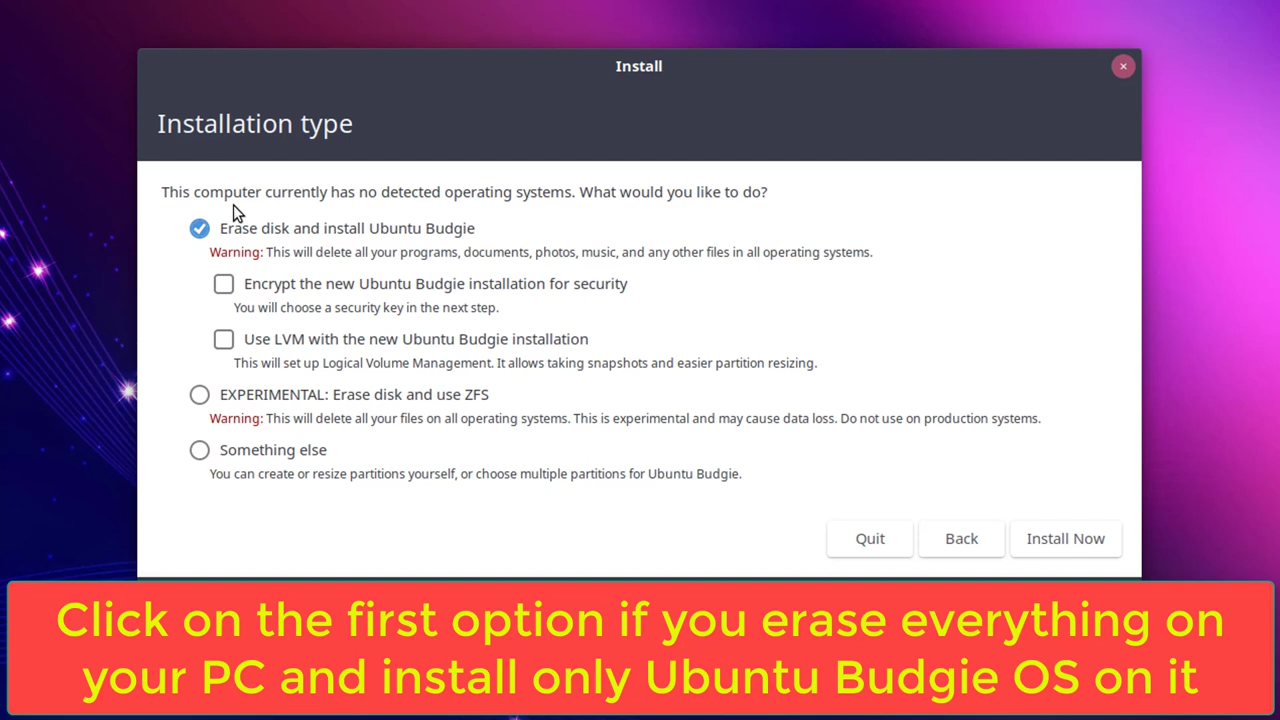 Install
Installation type
This computer currently has no detected operating systems. What would you like to do?
Erase disk and install Ubuntu Budgie
Warning: This will delete all your programs, documents, photos, music, and any other files in all operating systems.
Encrypt the new Ubuntu Budgie installation for security
You will choose a security key in the next step.
Use LVM with the new Ubuntu Budgie installation
This will set up Logical Volume Management. It allows taking snapshots and easier partition resizing.
EXPERIMENTAL: Erase disk and use ZFS
Warning: This will delete all your files on all operating systems. This is experimental and may cause data loss. Do not use on production systems.
Something else
You can create or resize partitions yourself, or choose multiple partitions for Ubuntu Budgie.
Quit Back Install Now
Click on the first option if you erase everything on
your PC and install only Ubuntu Budgie OS on it